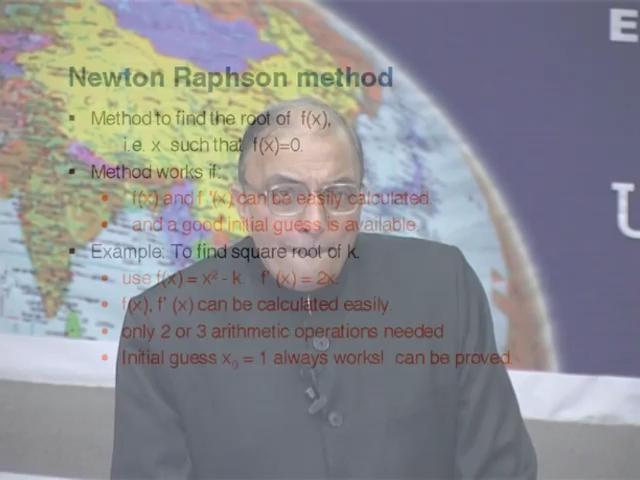 E
Newton Raphson method
▪ Method to find the root of f(x),
i.e. x such that f(x)=0.
▪ Method works if:
• f(x) and f '(x) can be easily calculated.
• and a good initial guess is available.
▪ Example: To find square root of k.
• use f(x) = x² - k. f' (x) = 2x.
• f(x), f' (x) can be calculated easily.
• only 2 or 3 arithmetic operations needed
• Initial guess x₀ = 1 always works! can be proved.